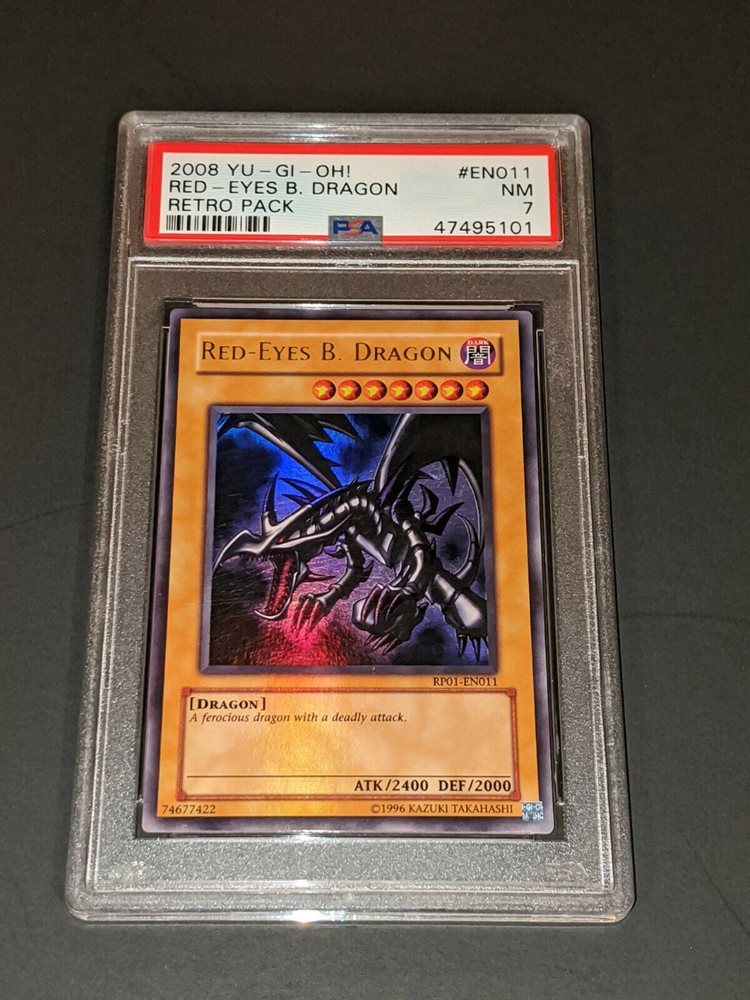 2008 YU-GI-OH! #EN011
RED-EYES B. DRAGON NM
RETRO PACK 7
PSA 47495101
RED-EYES B. DRAGON
DARK
闇
RP01-EN011
[DRAGON]
A ferocious dragon with a deadly attack.
ATK/2400 DEF/2000
74677422 ©1996 KAZUKI TAKAHASHI